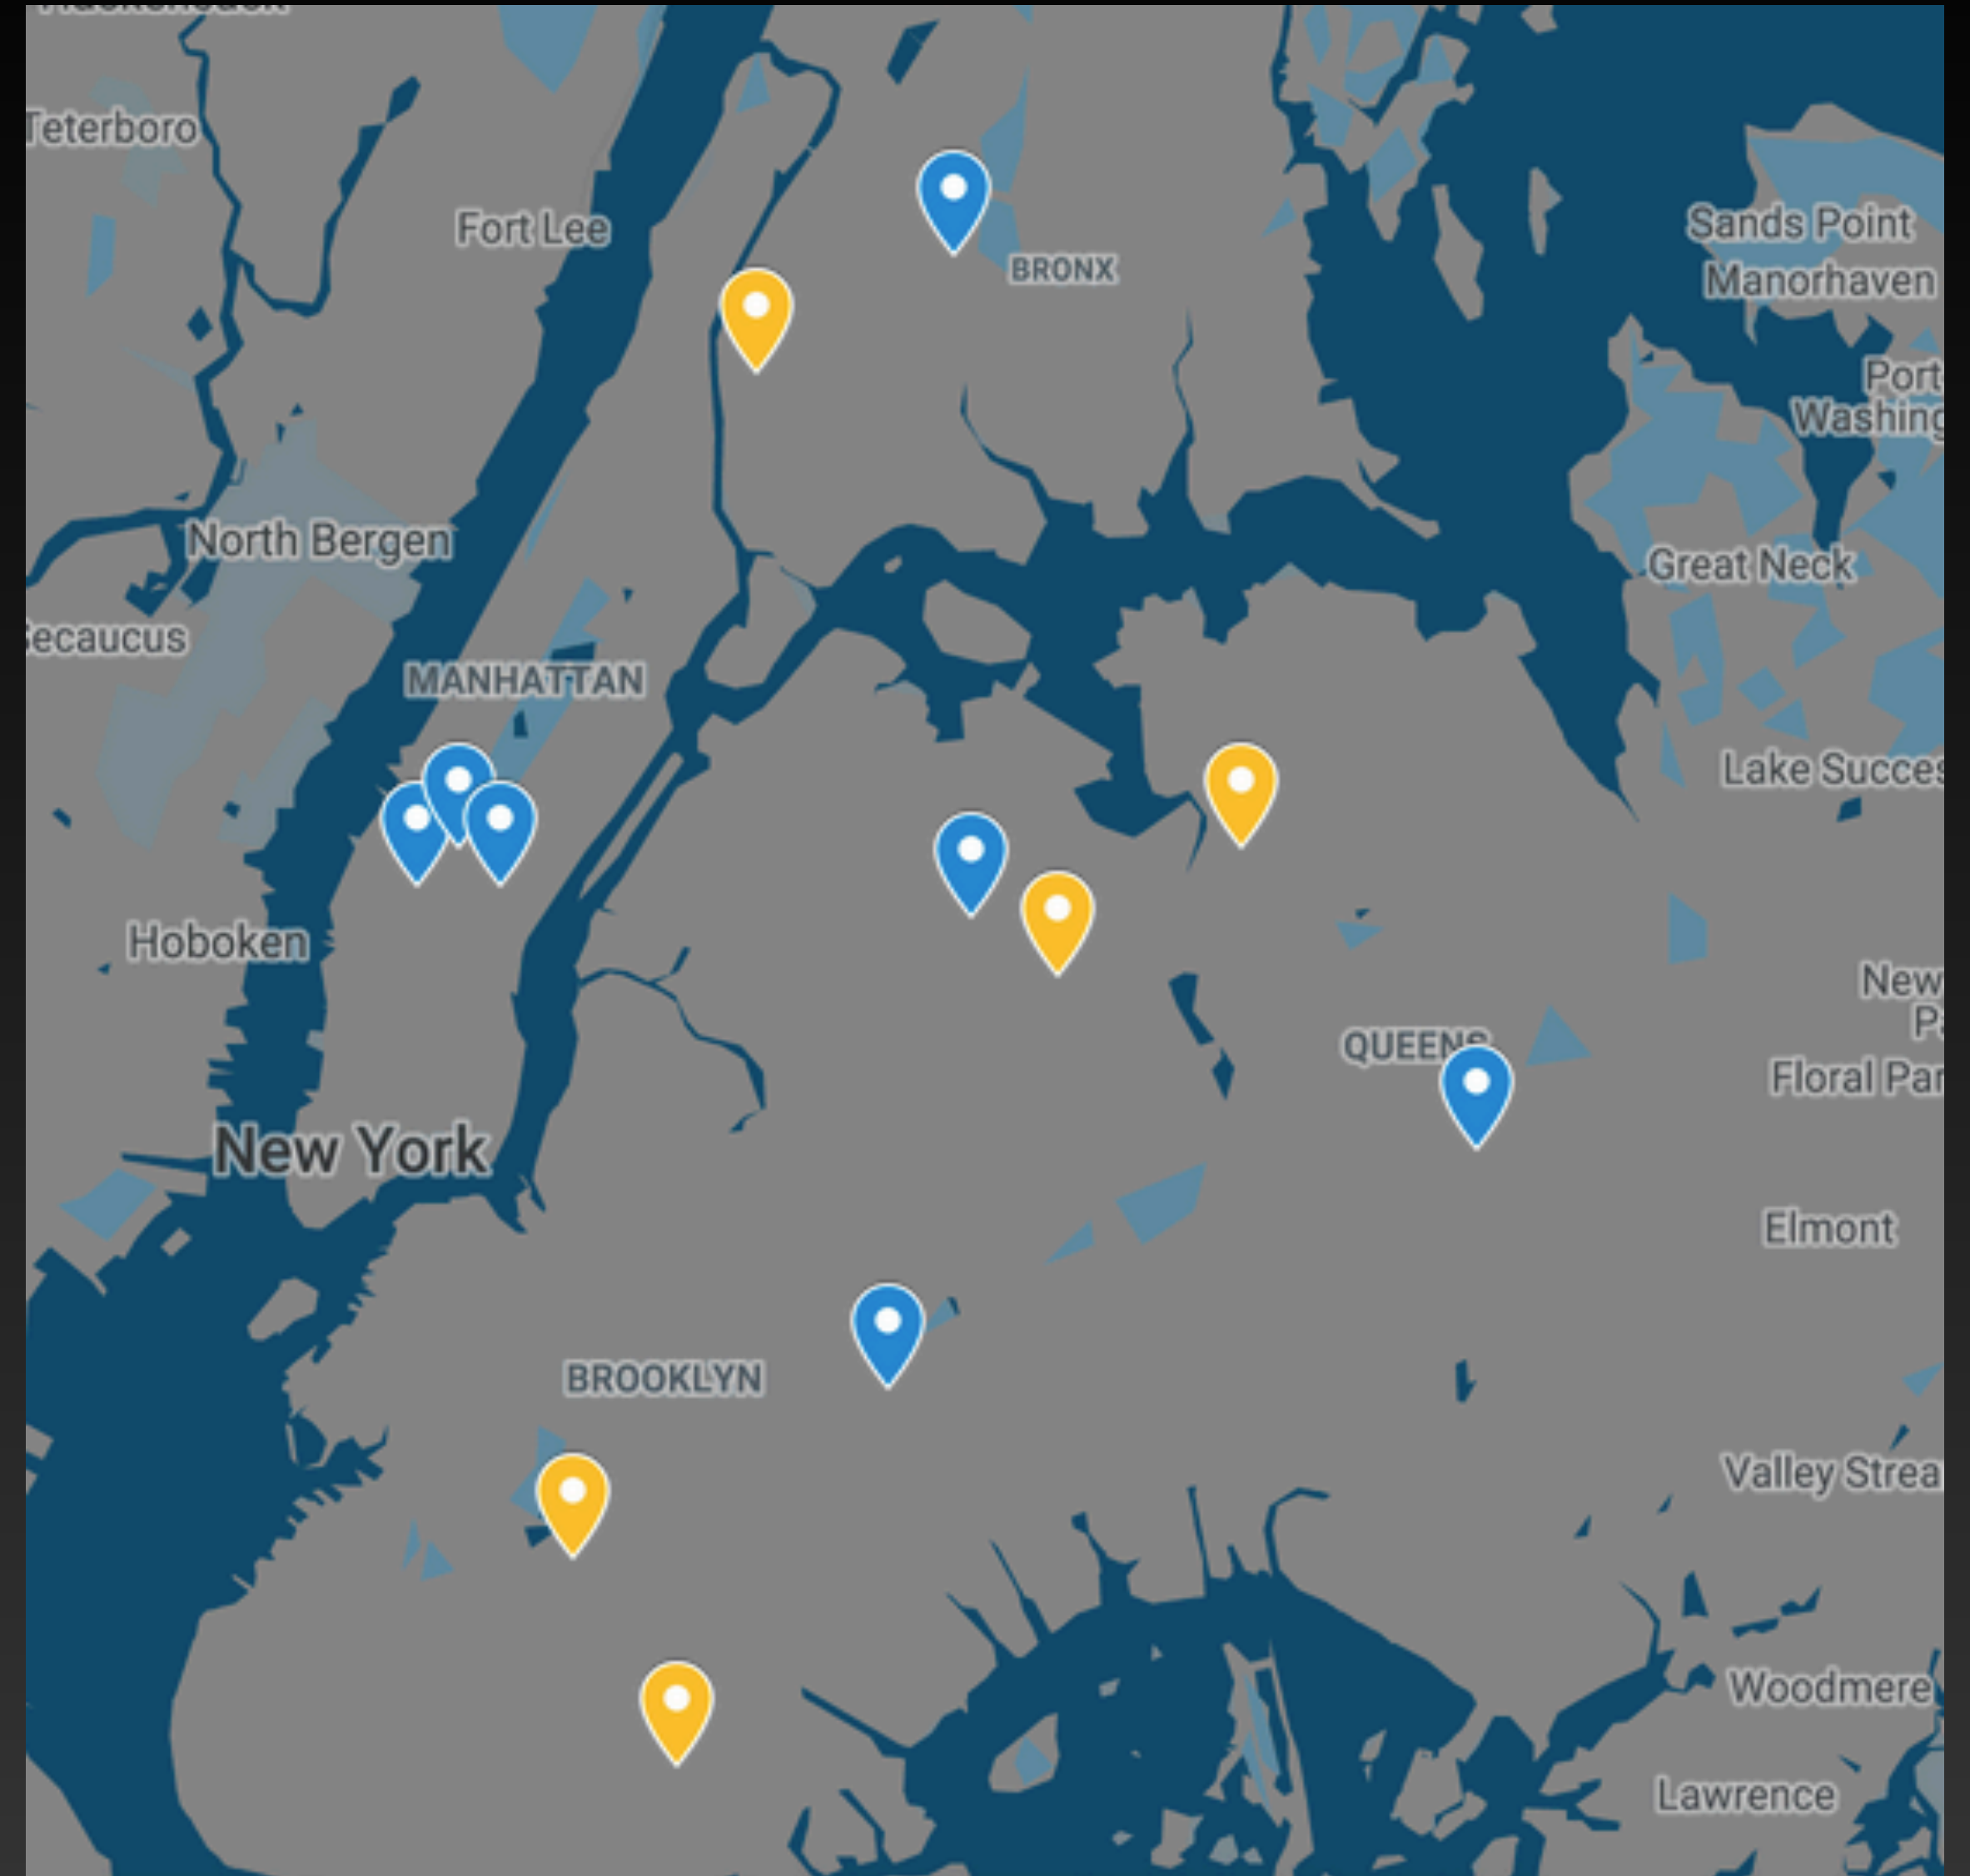 Teterboro
Fort Lee
BRONX
Sands Point
Manorhaven
Port
Washing
North Bergen
Great Neck
Secaucus
MANHATTAN
Lake Succes
Hoboken
New
P
QUEENS
Floral Par
New York
Elmont
BROOKLYN
Valley Strea
Woodmere
Lawrence